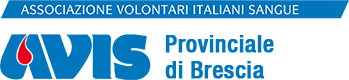 ASSOCIAZIONE VOLONTARI ITALIANI SANGUE
AVIS
Provinciale
di Brescia